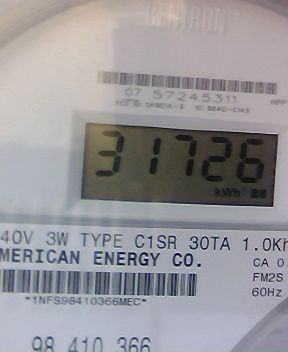 CENTRON
07 57245311 HPP
31726
kWh
40V 3W TYPE C1SR 30TA 1.0Kh
MERICAN ENERGY CO.
CA 0.
FM2S
60Hz
*1NFS98410366MEC*
98 410 366